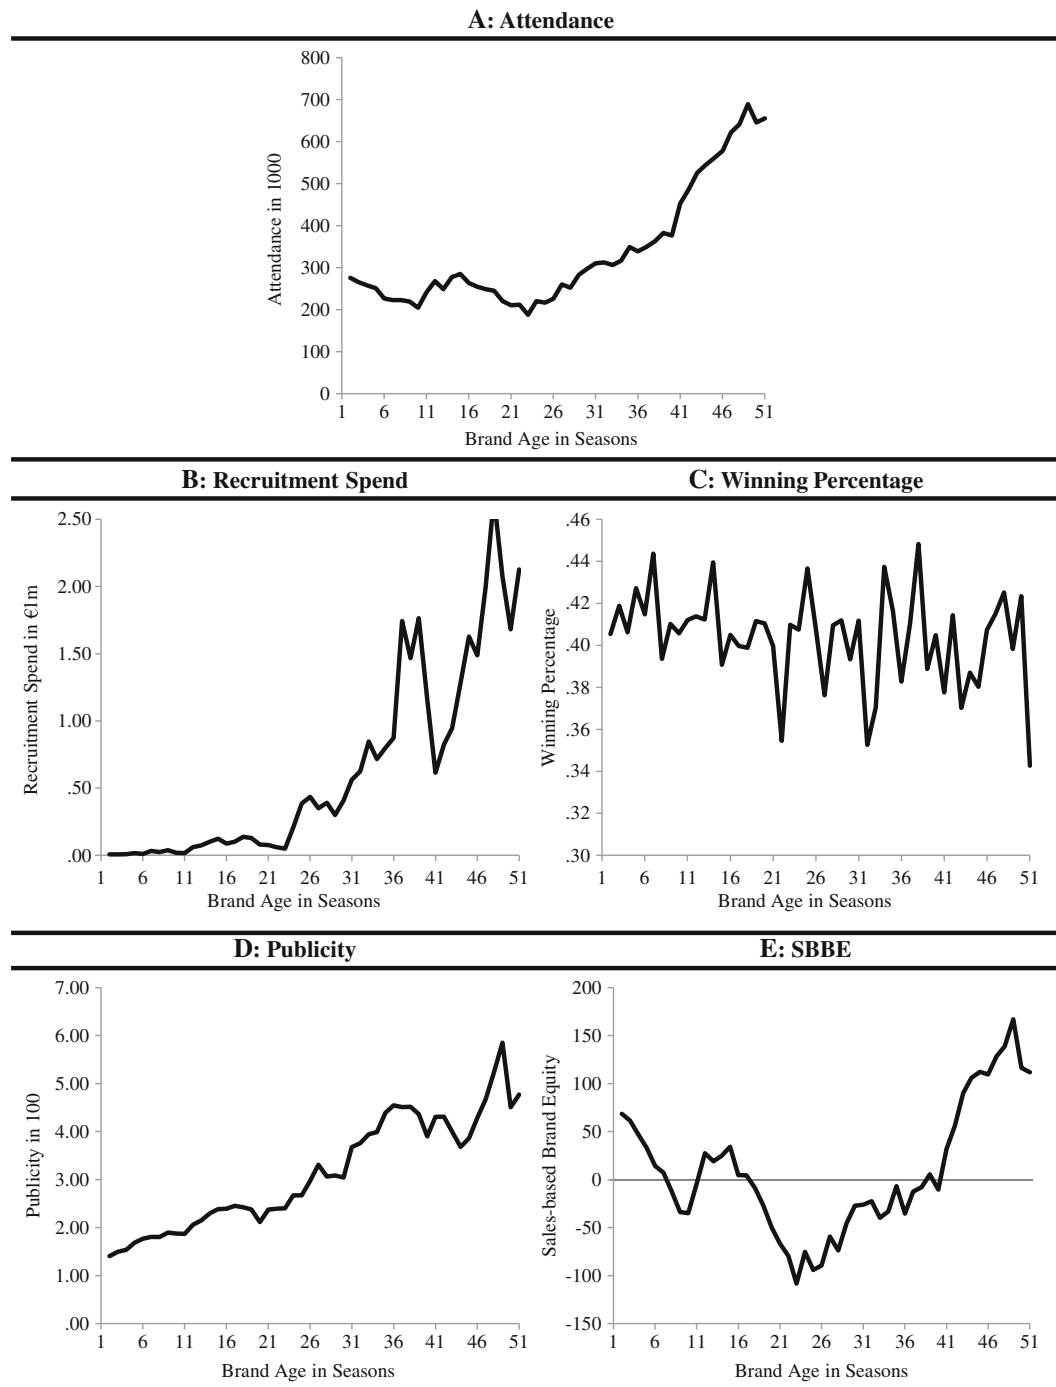 A: Attendance
800
700
600
500
400
300
200
100
0
Attendance in 1000
1 6 11 16 21 26 31 36 41 46 51
Brand Age in Seasons
B: Recruitment Spend
2.50
2.00
1.50
1.00
.50
.00
Recruitment Spend in €1m
1 6 11 16 21 26 31 36 41 46 51
Brand Age in Seasons
C: Winning Percentage
.46
.44
.42
.40
.38
.36
.34
.32
.30
Winning Percentage
1 6 11 16 21 26 31 36 41 46 51
Brand Age in Seasons
D: Publicity
7.00
6.00
5.00
4.00
3.00
2.00
1.00
.00
Publicity in 100
1 6 11 16 21 26 31 36 41 46 51
Brand Age in Seasons
E: SBBE
200
150
100
50
0
-50
-100
-150
Sales-based Brand Equity
1 6 11 16 21 26 31 36 41 46 51
Brand Age in Seasons